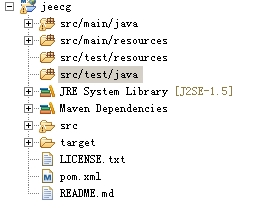 jeecg
src/main/java
src/main/resources
src/test/resources
src/test/java
JRE System Library [J2SE-1.5]
Maven Dependencies
src
target
LICENSE.txt
pom.xml
README.md